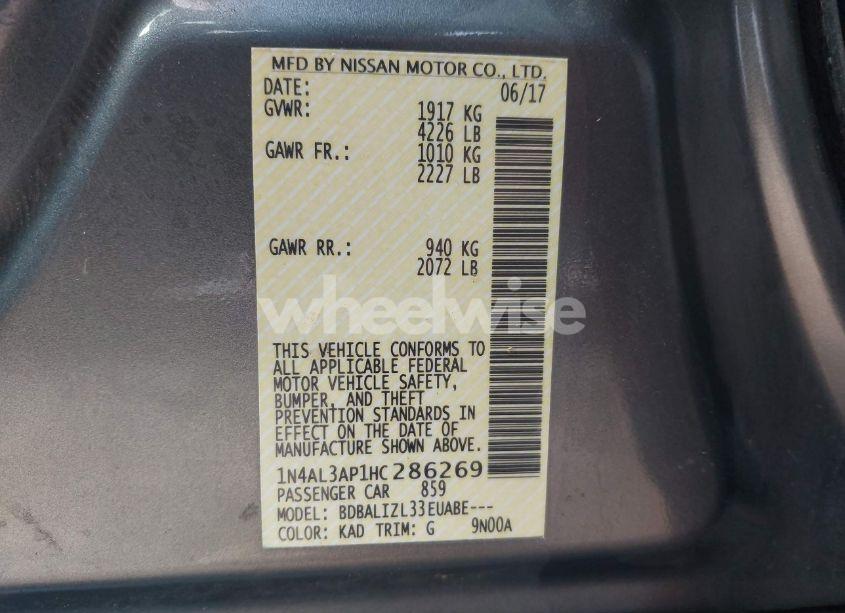 MFD BY NISSAN MOTOR CO., LTD.
DATE: 06/17
GVWR: 1917 KG
4226 LB
GAWR FR.: 1010 KG
2227 LB
GAWR RR.: 940 KG
2072 LB
wheelwise
THIS VEHICLE CONFORMS TO
ALL APPLICABLE FEDERAL
MOTOR VEHICLE SAFETY,
BUMPER, AND THEFT
PREVENTION STANDARDS IN
EFFECT ON THE DATE OF
MANUFACTURE SHOWN ABOVE.
1N4AL3AP1HC286269
PASSENGER CAR 859
MODEL: BDBALIZL33EUABE---
COLOR: KAD TRIM: G 9N00A